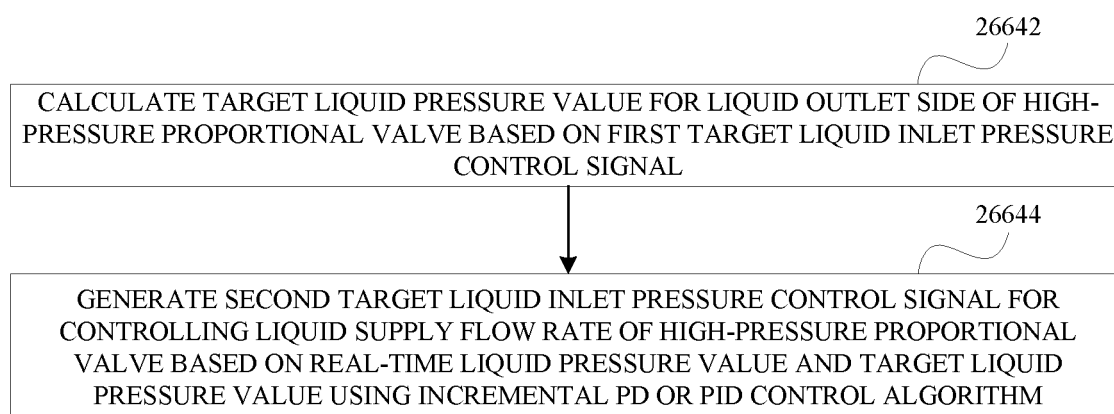 26642
CALCULATE TARGET LIQUID PRESSURE VALUE FOR LIQUID OUTLET SIDE OF HIGH-
PRESSURE PROPORTIONAL VALVE BASED ON FIRST TARGET LIQUID INLET PRESSURE
CONTROL SIGNAL
26644
GENERATE SECOND TARGET LIQUID INLET PRESSURE CONTROL SIGNAL FOR
CONTROLLING LIQUID SUPPLY FLOW RATE OF HIGH-PRESSURE PROPORTIONAL
VALVE BASED ON REAL-TIME LIQUID PRESSURE VALUE AND TARGET LIQUID
PRESSURE VALUE USING INCREMENTAL PD OR PID CONTROL ALGORITHM